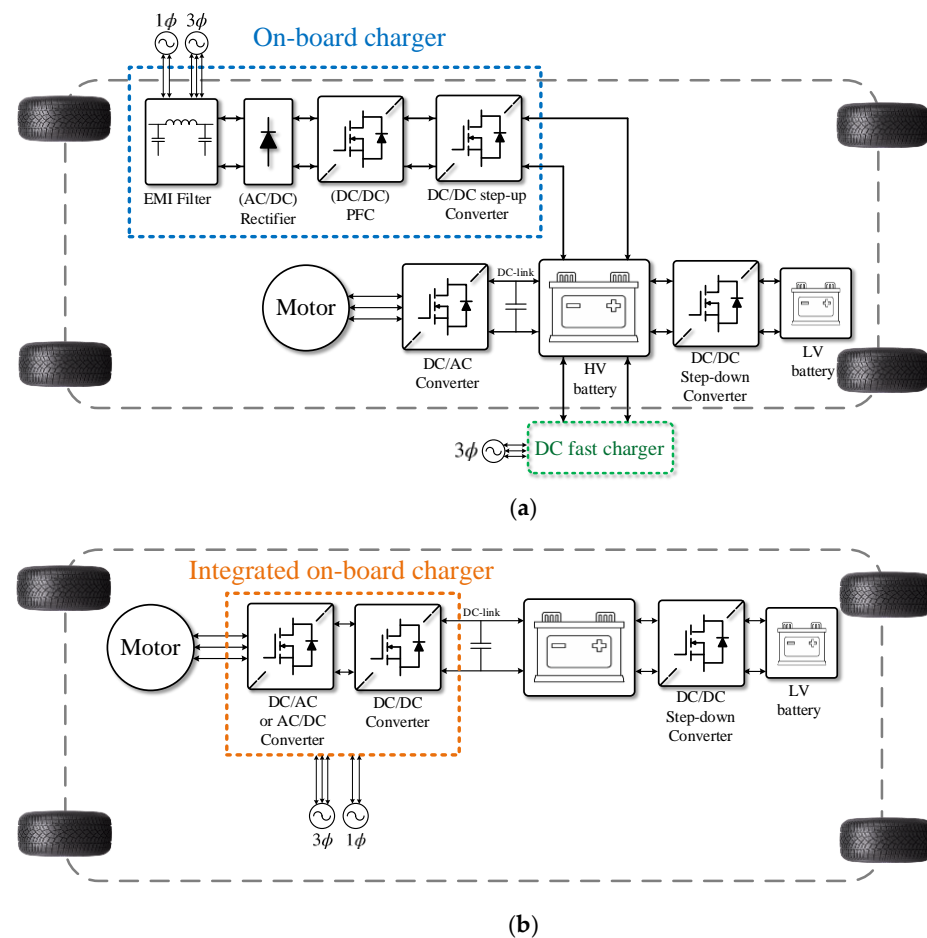 1ϕ 3ϕ
On-board charger
EMI Filter
(AC/DC)
Rectifier
(DC/DC)
PFC
DC/DC step-up
Converter
Motor
DC/AC
Converter
DC-link
HV
battery
DC/DC
Step-down
Converter
LV
battery
3ϕ
DC fast charger
(a)
Integrated on-board charger
Motor
DC/AC
or AC/DC
Converter
DC/DC
Converter
DC-link
DC/DC
Step-down
Converter
LV
battery
3ϕ 1ϕ
(b)